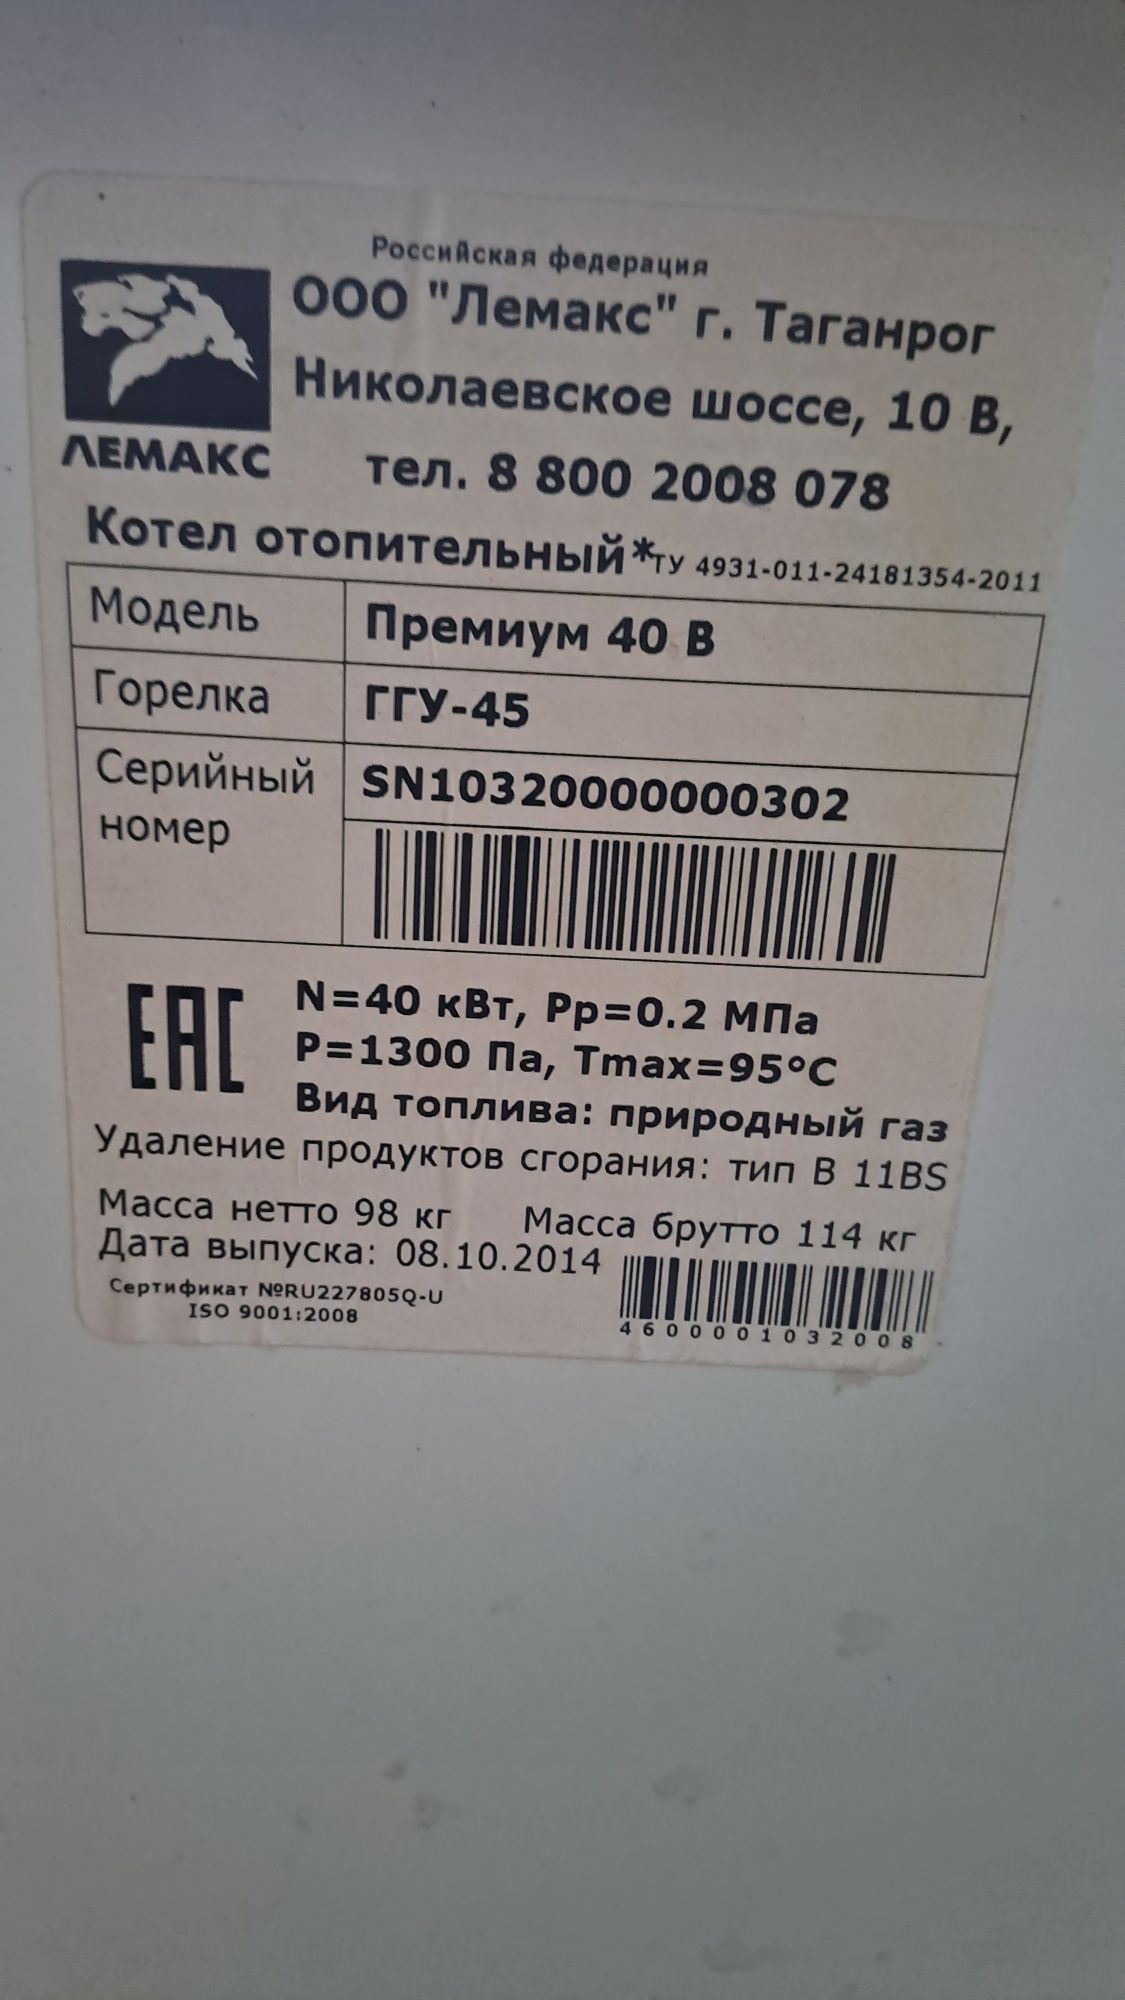 Российская федерация
ООО "Лемакс" г. Таганрог
Николаевское шоссе, 10 В,
ЛЕМАКС
тел. 8 800 2008 078
Котел отопительный*ТУ 4931-011-24181354-2011
Модель Премиум 40 В
Горелка ГГУ-45
Серийный номер SN10320000000302
EAC
N=40 кВт, Pp=0.2 МПа
P=1300 Па, Tmax=95°C
Вид топлива: природный газ
Удаление продуктов сгорания: тип В 11BS
Масса нетто 98 кг Масса брутто 114 кг
Дата выпуска: 08.10.2014
Сертификат №RU227805Q-U
ISO 9001:2008
4600001032008